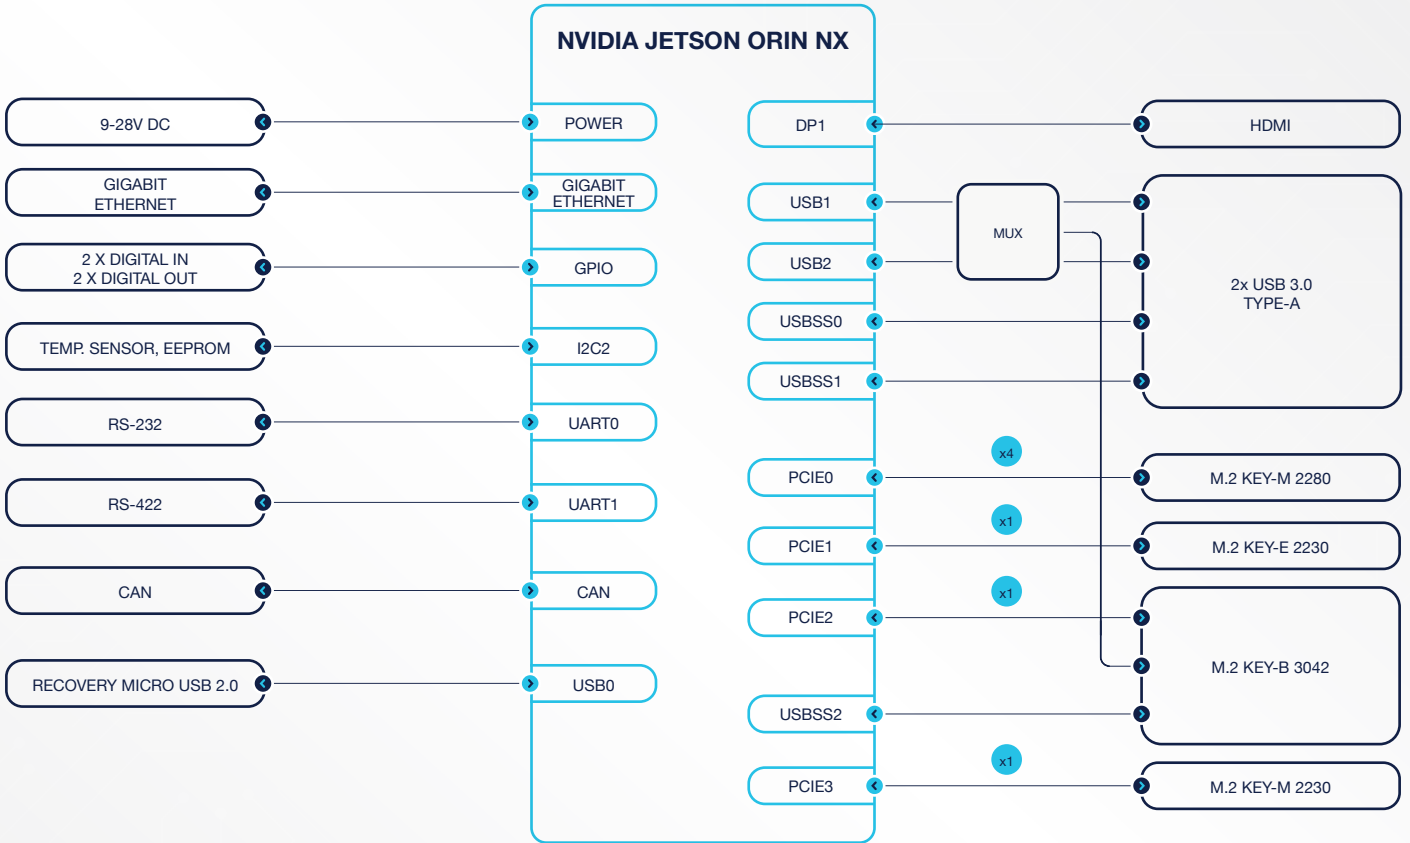 NVIDIA JETSON ORIN NX
9-28V DC
GIGABIT
ETHERNET
2 X DIGITAL IN
2 X DIGITAL OUT
TEMP. SENSOR, EEPROM
RS-232
RS-422
CAN
RECOVERY MICRO USB 2.0
POWER
GIGABIT
ETHERNET
GPIO
I2C2
UART0
UART1
CAN
USB0
DP1
USB1
USB2
USBSS0
USBSS1
PCIE0
PCIE1
PCIE2
USBSS2
PCIE3
MUX
x4
x1
x1
x1
HDMI
2x USB 3.0
TYPE-A
M.2 KEY-M 2280
M.2 KEY-E 2230
M.2 KEY-B 3042
M.2 KEY-M 2230